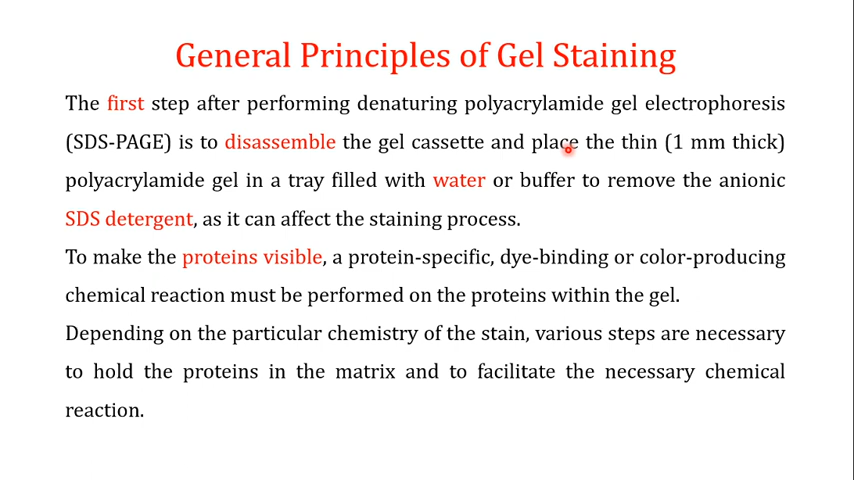 General Principles of Gel Staining
The first step after performing denaturing polyacrylamide gel electrophoresis
(SDS-PAGE) is to disassemble the gel cassette and place the thin (1 mm thick)
polyacrylamide gel in a tray filled with water or buffer to remove the anionic
SDS detergent, as it can affect the staining process.
To make the proteins visible, a protein-specific, dye-binding or color-producing
chemical reaction must be performed on the proteins within the gel.
Depending on the particular chemistry of the stain, various steps are necessary
to hold the proteins in the matrix and to facilitate the necessary chemical
reaction.